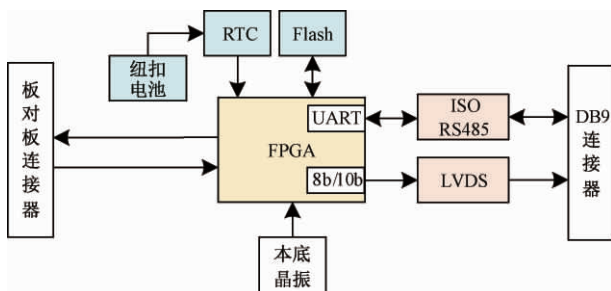 RTC
Flash
纽扣
电池
板
对
板
连
接
器
UART
FPGA
8b/10b
ISO
RS485
LVDS
DB9
连
接
器
本底
晶振